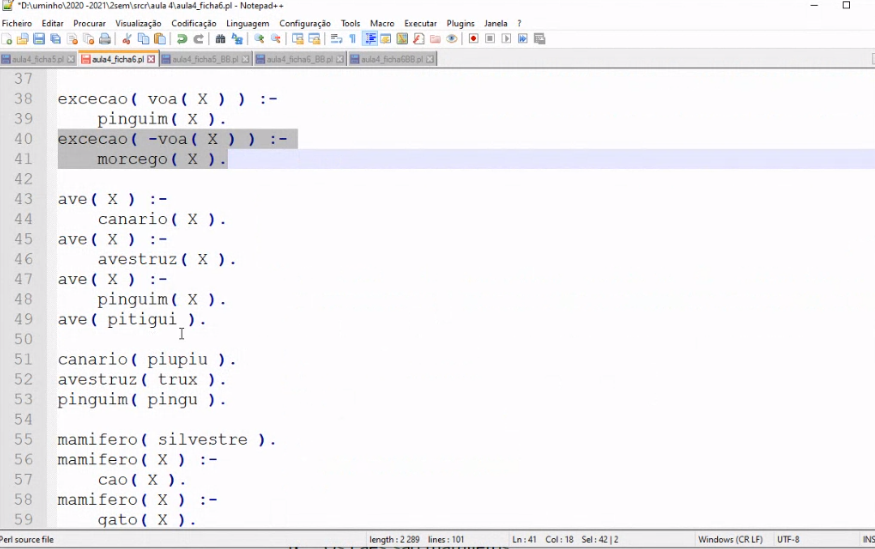 *D:\uminho\2020 -2021\2sem\srcr\aula 4\aula4_ficha6.pl - Notepad++
Ficheiro Editar Procurar Visualização Codificação Linguagem Configuração Tools Macro Executar Plugins Janela ?
aula4_ficha5.pl aula4_ficha6.pl aula4_ficha5_BB.pl aula4_ficha6_BB.pl aula4_ficha6BB.pl
37
38 excecao( voa( X ) ) :-
39 pinguim( X ).
40 excecao( -voa( X ) ) :-
41 morcego( X ).
42
43 ave( X ) :-
44 canario( X ).
45 ave( X ) :-
46 avestruz( X ).
47 ave( X ) :-
48 pinguim( X ).
49 ave( pitigui ).
50
51 canario( piupiu ).
52 avestruz( trux ).
53 pinguim( pingu ).
54
55 mamifero( silvestre ).
56 mamifero( X ) :-
57 cao( X ).
58 mamifero( X ) :-
59 gato( X ).
Perl source file length : 2 289 lines : 101 Ln : 41 Col : 18 Sel : 42 | 2 Windows (CR LF) UTF-8 INS